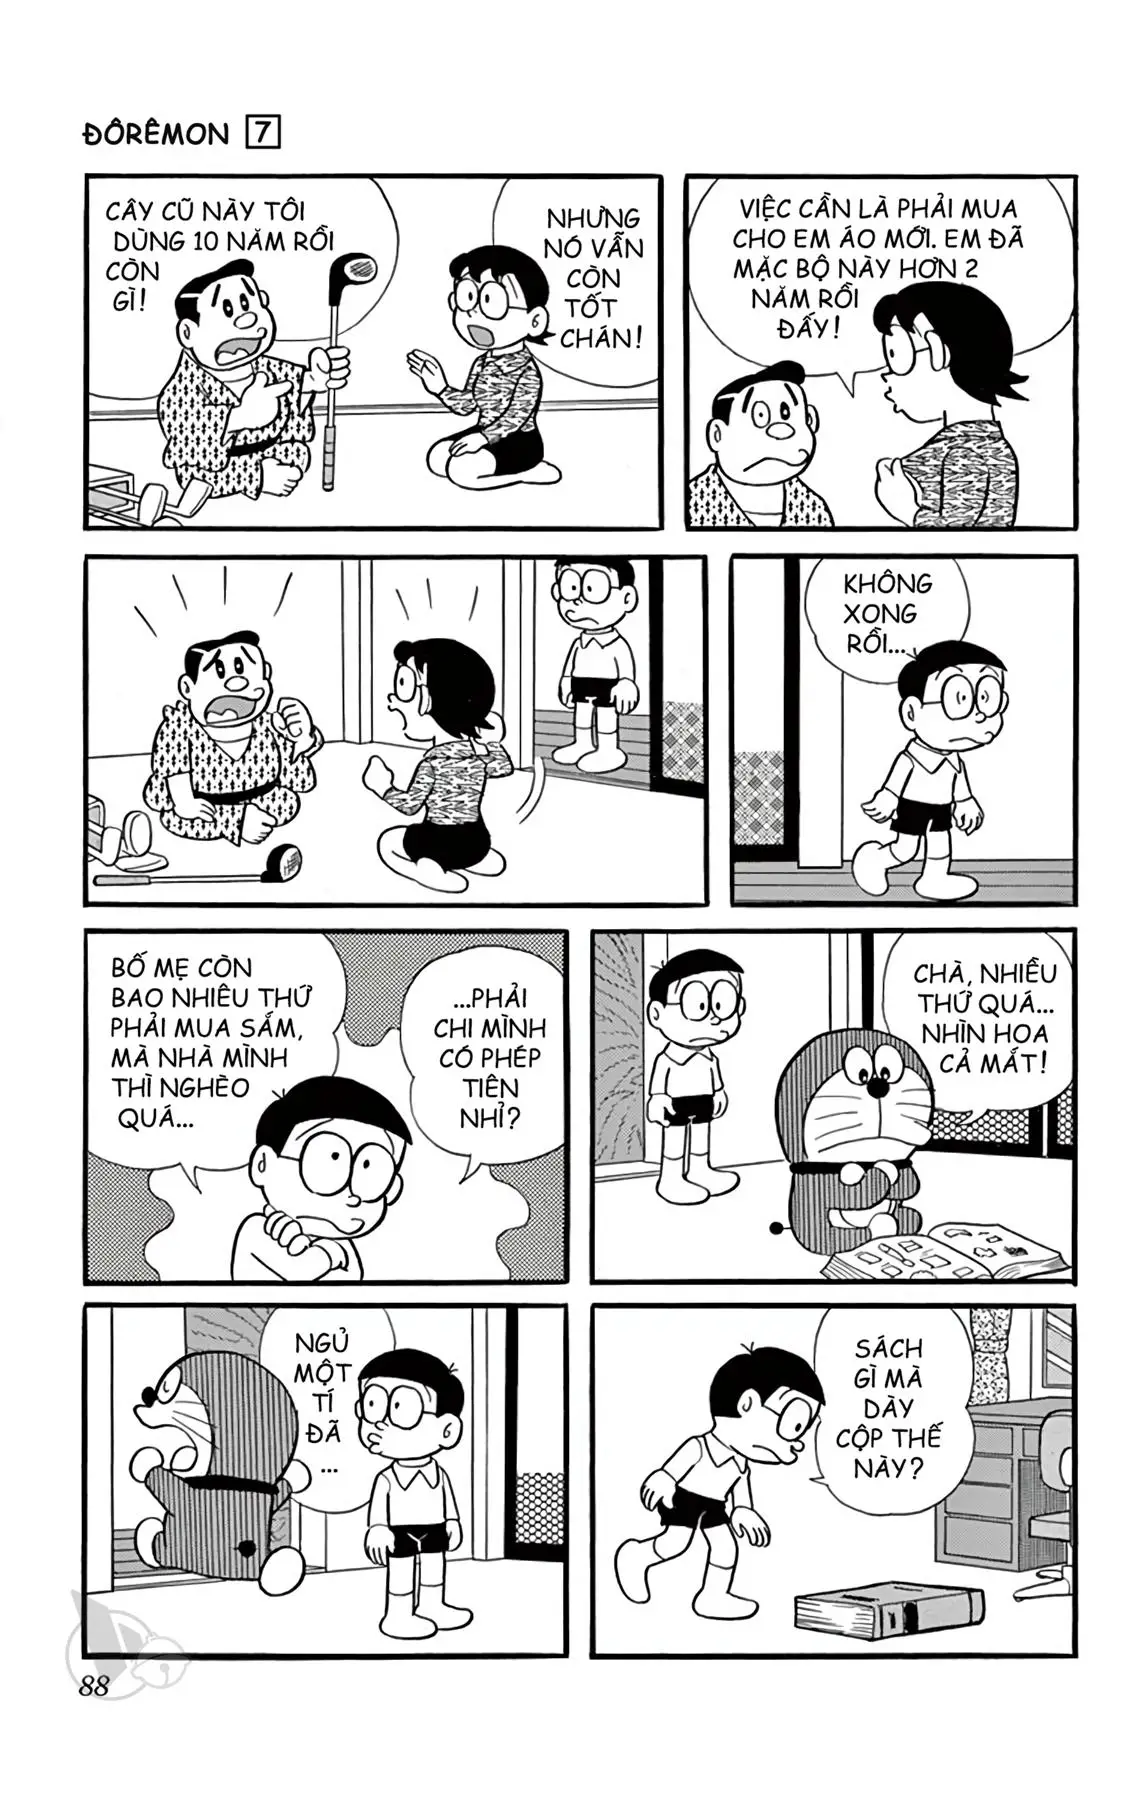 ĐÔRÊMON 7
CÂY CŨ NÀY TÔI
DÙNG 10 NĂM RỒI
CÒN
GÌ!
NHƯNG
NÓ VẪN
CÒN
TỐT
CHÁN!
VIỆC CẦN LÀ PHẢI MUA
CHO EM ÁO MỚI. EM ĐÃ
MẶC BỘ NÀY HƠN 2
NĂM RỒI
ĐẤY!
KHÔNG
XONG
RỒI...
BỐ MẸ CÒN
BAO NHIÊU THỨ
PHẢI MUA SẮM,
MÀ NHÀ MÌNH
THÌ NGHÈO
QUÁ...
...PHẢI
CHI MÌNH
CÓ PHÉP
TIÊN
NHỈ?
CHÀ, NHIỀU
THỨ QUÁ...
NHÌN HOA
CẢ MẮT!
NGỦ
MỘT
TÍ
ĐÃ
...
SÁCH
GÌ MÀ
DÀY
CỘP THẾ
NÀY?
88